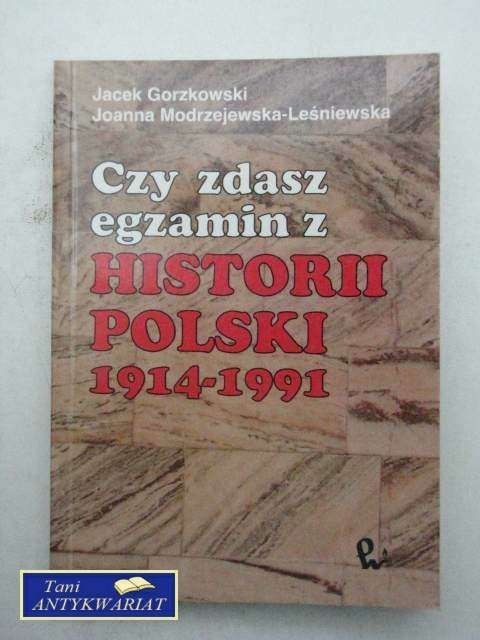 Jacek Gorzkowski
Joanna Modrzejewska-Leśniewska
Czy zdasz
egzamin z
HISTORII
POLSKI
1914-1991
Tani
ANTYKWARIAT